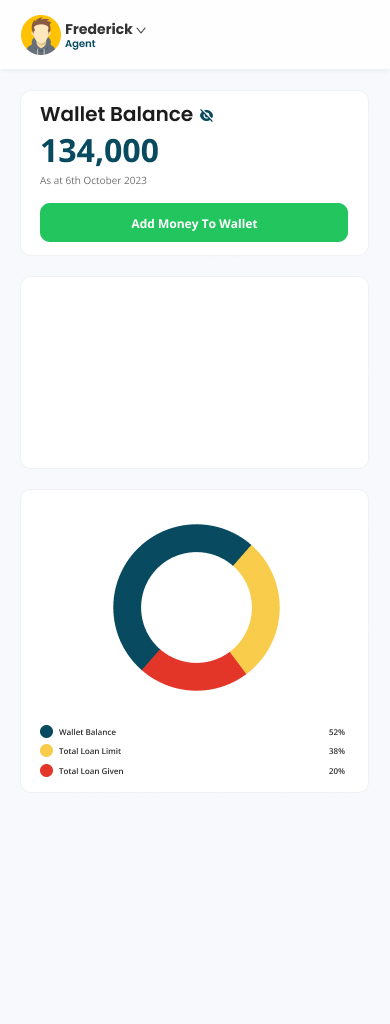 Frederick
Agent
Wallet Balance
134,000
As at 6th October 2023
Add Money To Wallet
Wallet Balance 52%
Total Loan Limit 38%
Total Loan Given 20%